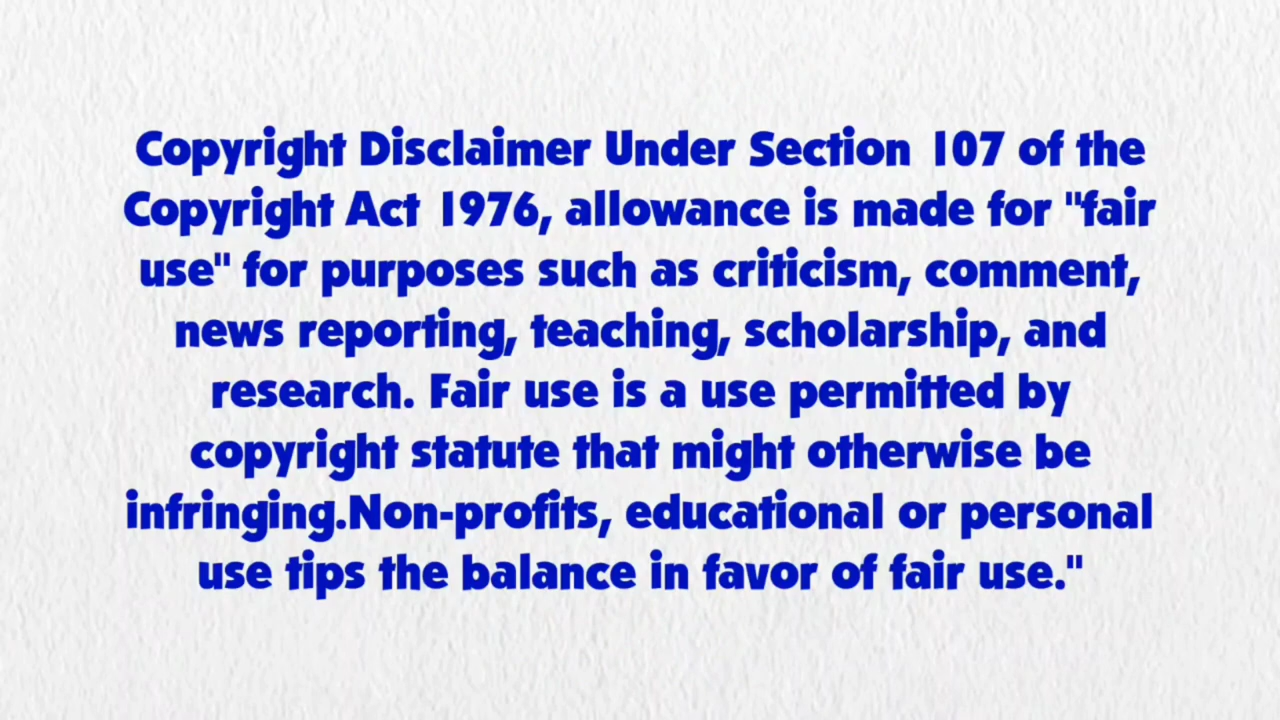 Copyright Disclaimer Under Section 107 of the
Copyright Act 1976, allowance is made for "fair
use" for purposes such as criticism, comment,
news reporting, teaching, scholarship, and
research. Fair use is a use permitted by
copyright statute that might otherwise be
infringing.Non-profits, educational or personal
use tips the balance in favor of fair use."